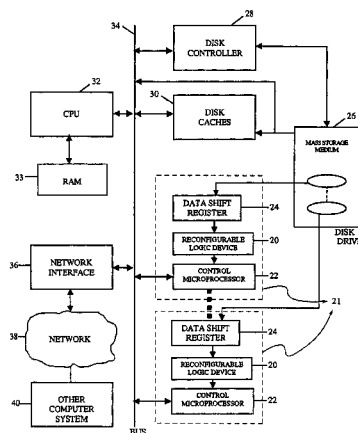 34
28
DISK
CONTROLLER
32
30
CPU
DISK
CACHES
26
MASS STORAGE
MEDIUM
33
RAM
DISK
DRIVE
DATA SHIFT
REGISTER
24
RECONFIGURABLE
LOGIC DEVICE
20
36
NETWORK
INTERFACE
CONTROL
MICROPROCESSOR
22
21
38
NETWORK
DATA SHIFT
REGISTER
24
RECONFIGURABLE
LOGIC DEVICE
20
40
OTHER
COMPUTER
SYSTEM
CONTROL
MICROPROCESSOR
22
BUS